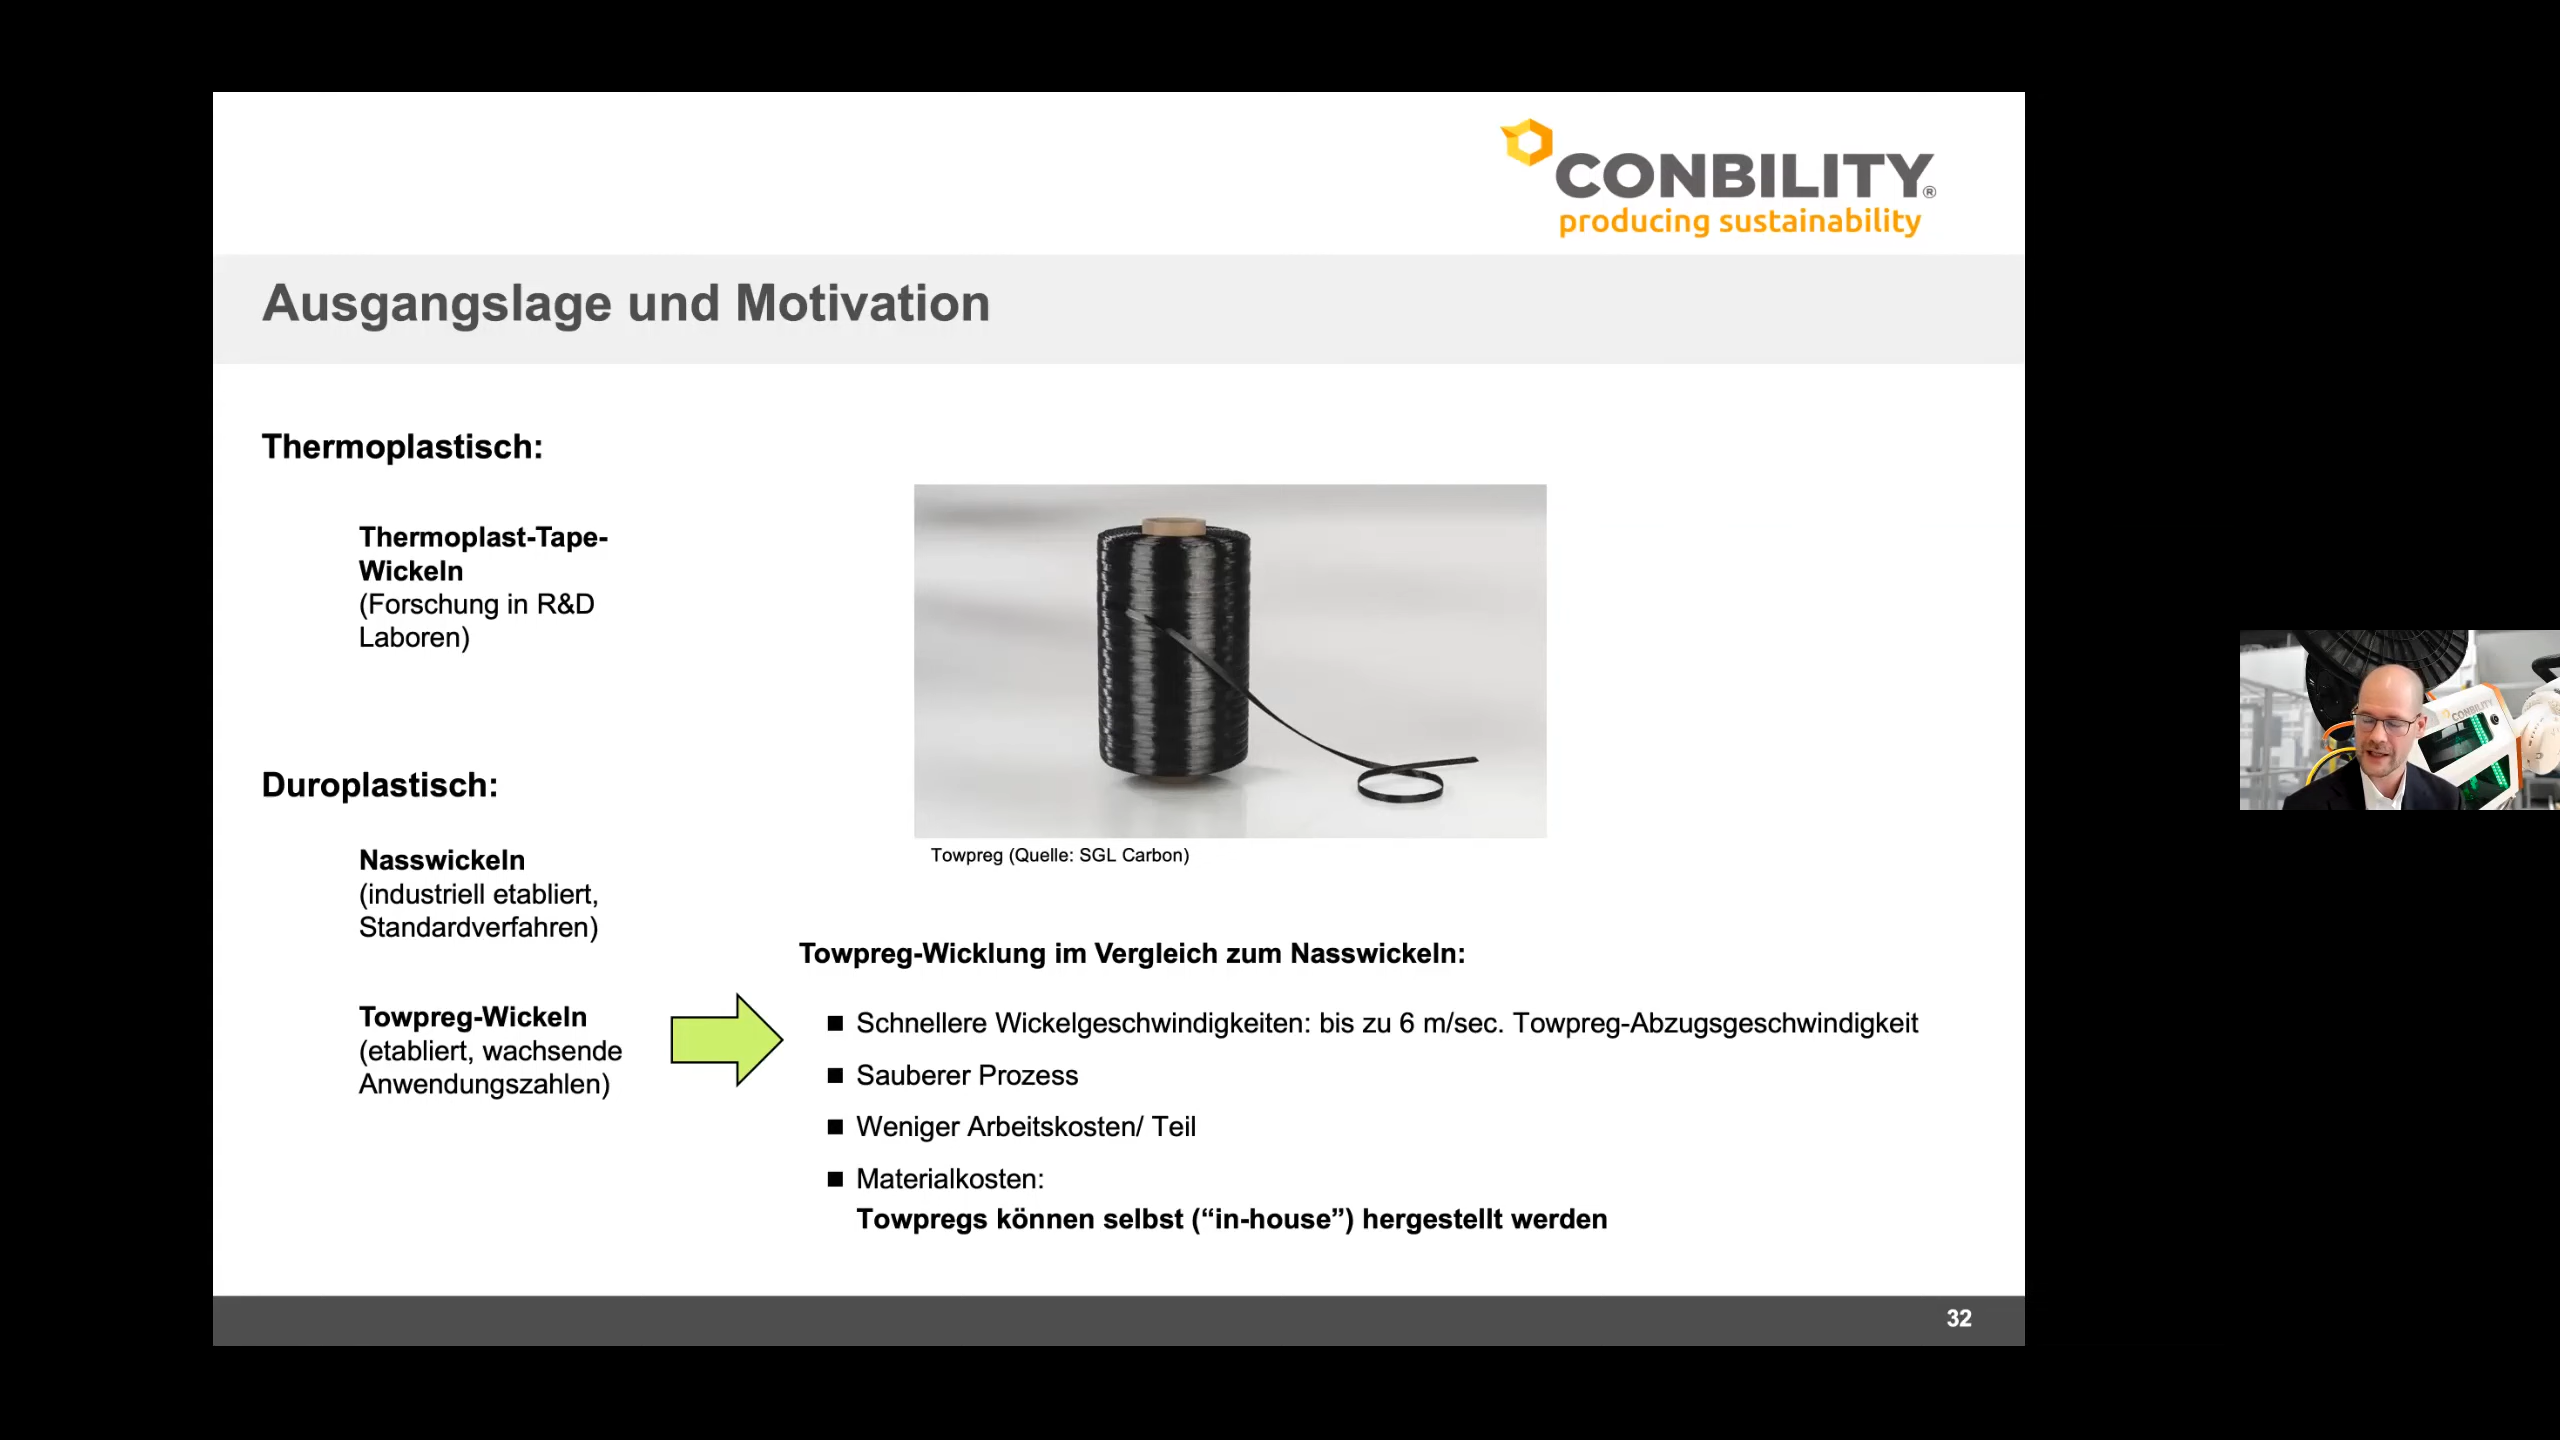 CONBILITY®
producing sustainability
Ausgangslage und Motivation
Thermoplastisch:
Thermoplast-Tape-
Wickeln
(Forschung in R&D
Laboren)
Duroplastisch:
Nasswickeln
(industriell etabliert,
Standardverfahren)
Towpreg-Wickeln
(etabliert, wachsende
Anwendungszahlen)
Towpreg (Quelle: SGL Carbon)
Towpreg-Wicklung im Vergleich zum Nasswickeln:
■ Schnellere Wickelgeschwindigkeiten: bis zu 6 m/sec. Towpreg-Abzugsgeschwindigkeit
■ Sauberer Prozess
■ Weniger Arbeitskosten/ Teil
■ Materialkosten:
Towpregs können selbst (“in-house”) hergestellt werden
32
CONBILITY